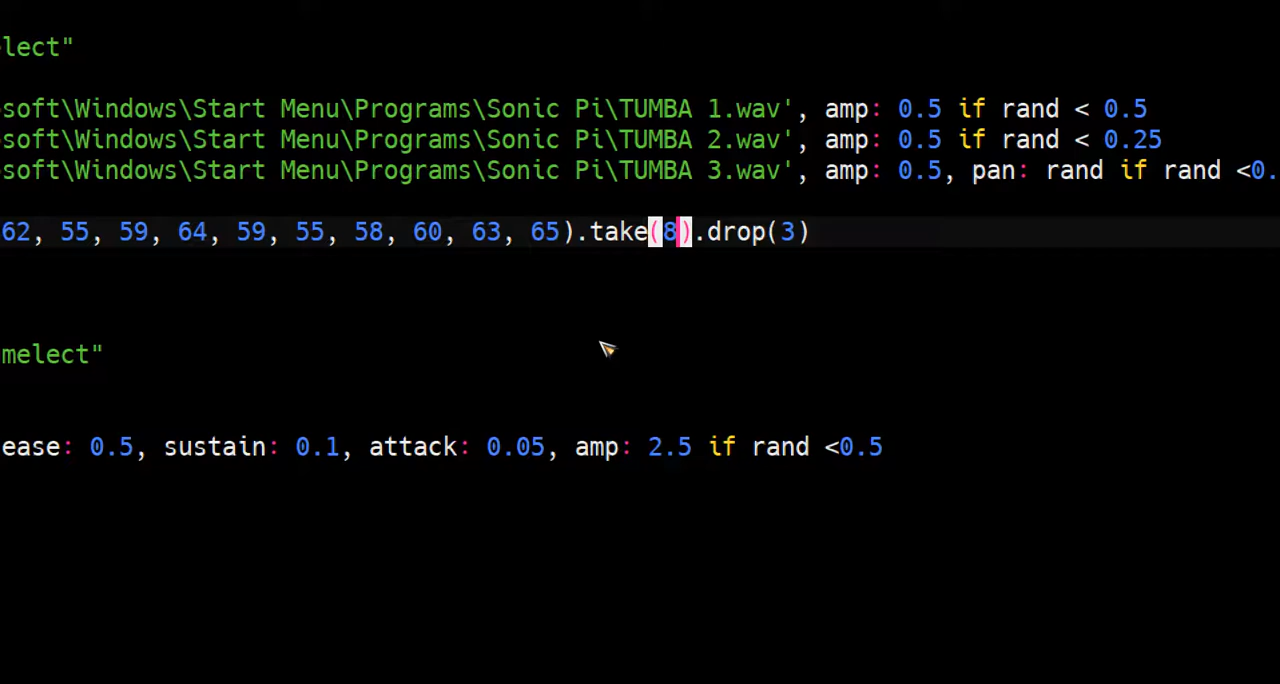 elect"
soft\Windows\Start Menu\Programs\Sonic Pi\TUMBA 1.wav', amp: 0.5 if rand < 0.5
soft\Windows\Start Menu\Programs\Sonic Pi\TUMBA 2.wav', amp: 0.5 if rand < 0.25
soft\Windows\Start Menu\Programs\Sonic Pi\TUMBA 3.wav', amp: 0.5, pan: rand if rand <0.
62, 55, 59, 64, 59, 55, 58, 60, 63, 65).take(8).drop(3)
melect"
ease: 0.5, sustain: 0.1, attack: 0.05, amp: 2.5 if rand <0.5